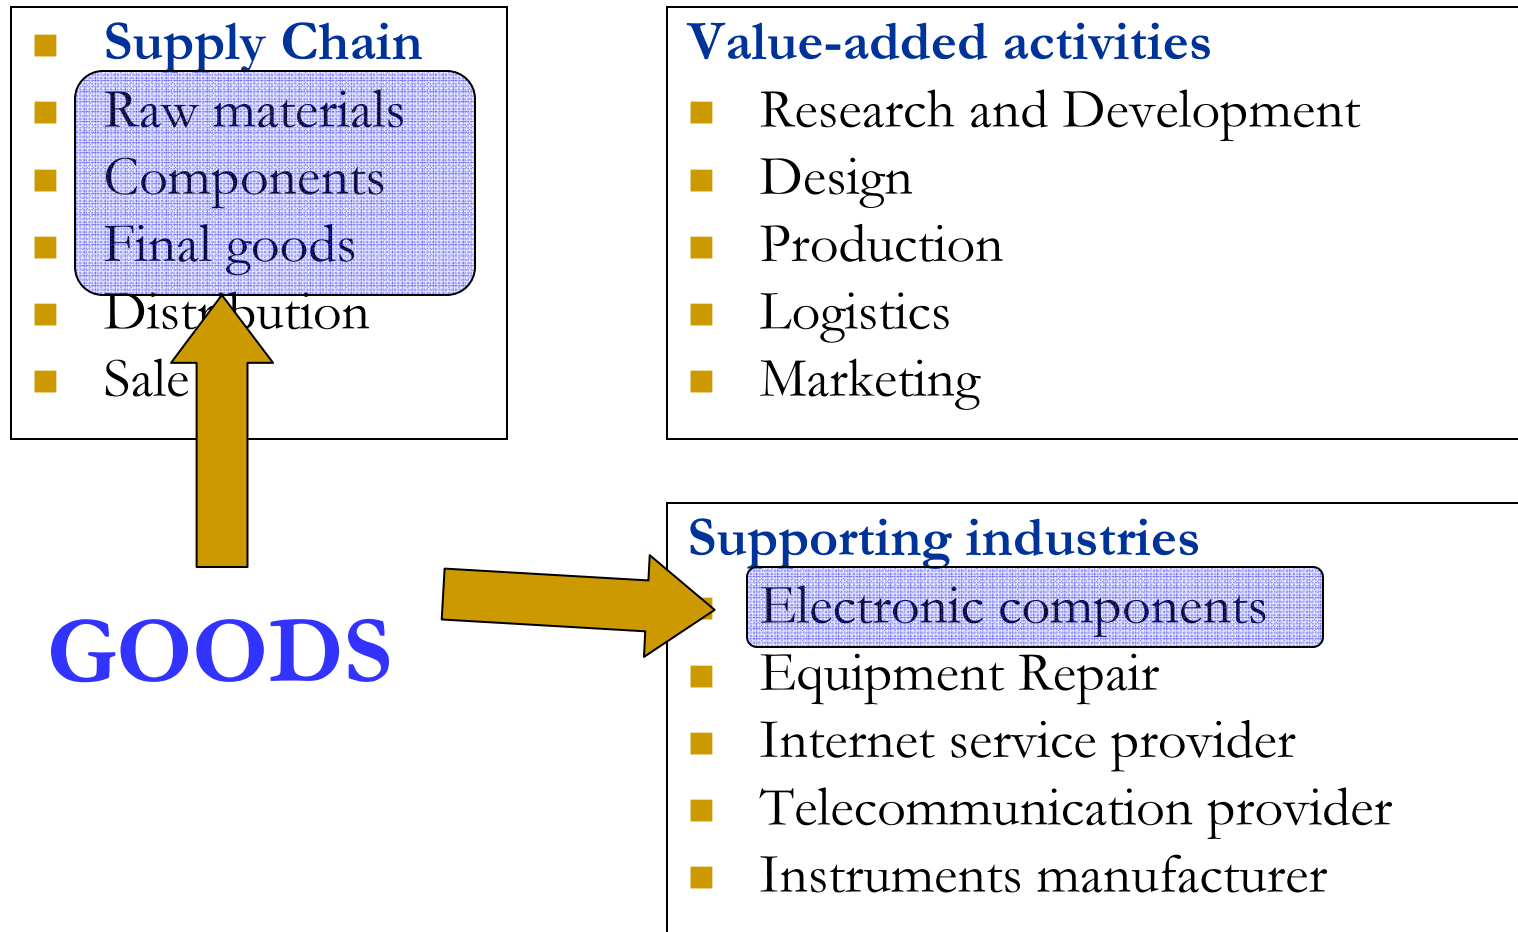 Supply Chain
Raw materials
Components
Final goods
Distribution
Sale
Value-added activities
Research and Development
Design
Production
Logistics
Marketing
GOODS
Supporting industries
Electronic components
Equipment Repair
Internet service provider
Telecommunication provider
Instruments manufacturer